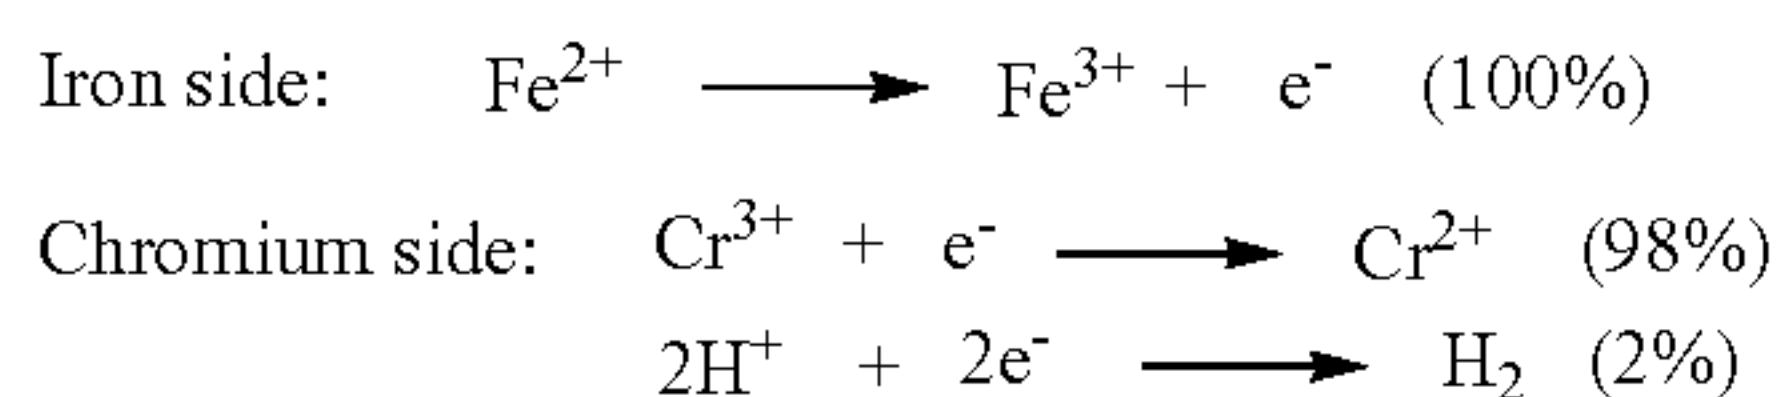 Iron side: Fe²⁺ ⟶ Fe³⁺ + e⁻ (100%)
Chromium side: Cr³⁺ + e⁻ ⟶ Cr²⁺ (98%)
2H⁺ + 2e⁻ ⟶ H₂ (2%)